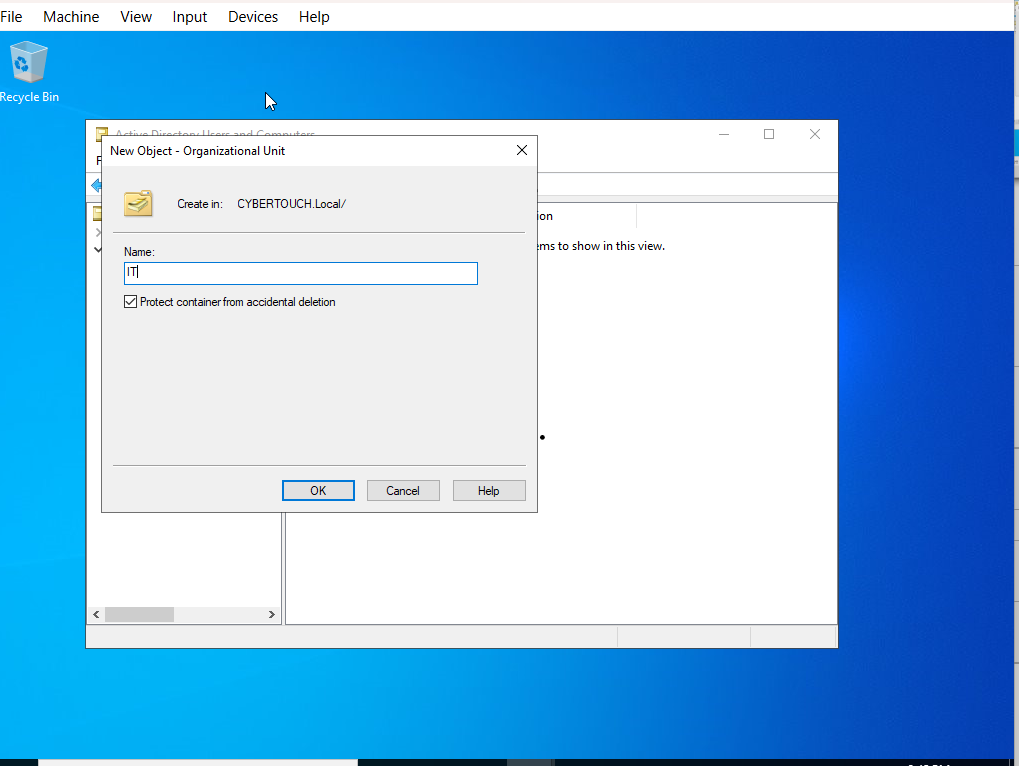 File Machine View Input Devices Help
Recycle Bin
Active Directory Users and Computers
New Object - Organizational Unit
F
Create in: CYBERTOUCH.Local/
ion
Name:
ems to show in this view.
IT
Protect container from accidental deletion
OK Cancel Help